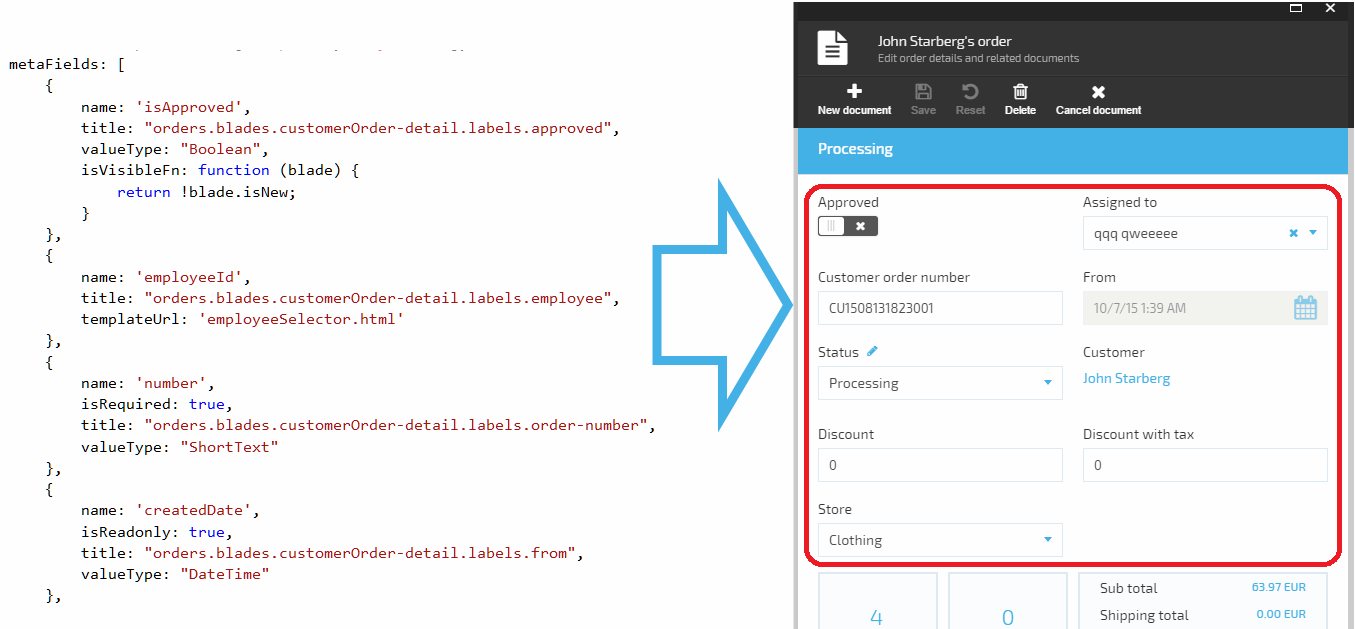 metaFields: [
{
name: 'isApproved',
title: "orders.blades.customerOrder-detail.labels.approved",
valueType: "Boolean",
isVisibleFn: function (blade) {
return !blade.isNew;
}
},
{
name: 'employeeId',
title: "orders.blades.customerOrder-detail.labels.employee",
templateUrl: 'employeeSelector.html'
},
{
name: 'number',
isRequired: true,
title: "orders.blades.customerOrder-detail.labels.order-number",
valueType: "ShortText"
},
{
name: 'createdDate',
isReadonly: true,
title: "orders.blades.customerOrder-detail.labels.from",
valueType: "DateTime"
},
John Starberg's order
Edit order details and related documents
New document Save Reset Delete Cancel document
Processing
Approved Assigned to
qqq qweeeee
Customer order number From
CU1508131823001 10/7/15 1:39 AM
Status Customer
Processing John Starberg
Discount Discount with tax
0 0
Store
Clothing
4 0 Sub total 63.97 EUR
Shipping total 0.00 EUR